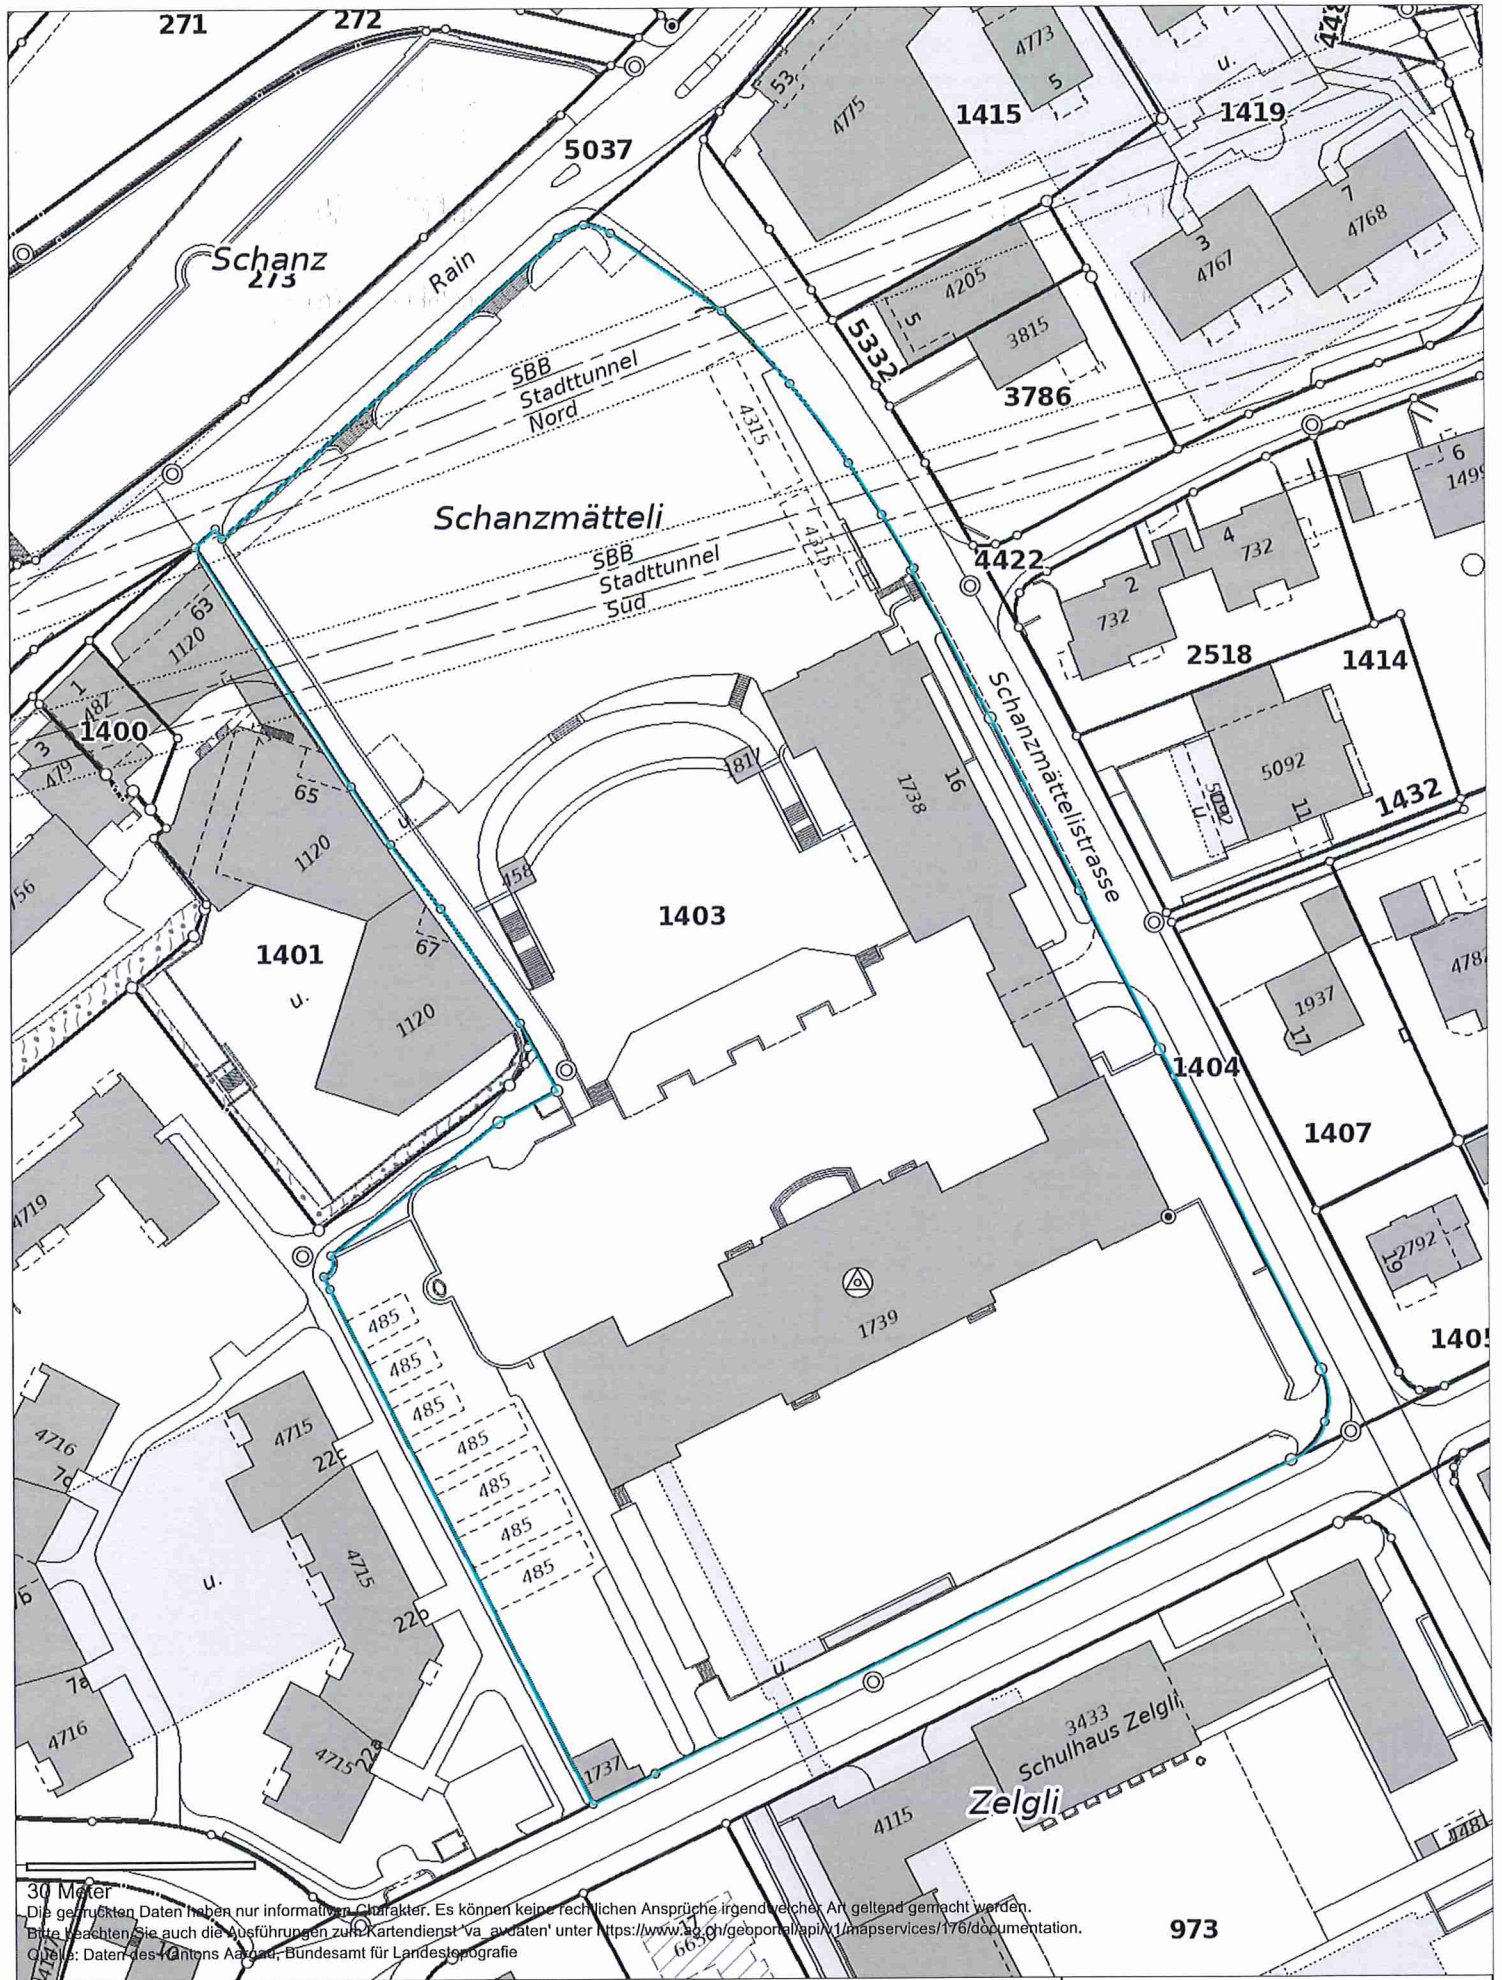 271
272
53
4775
4773
5
1415
u.
1419
5037
Schanz
273
Rain
3
4767
7
4768
4205
5
3815
5332
3786
SBB
Stadttunnel
Nord
4315
4315
Schanzmätteli
SBB
Stadttunnel
Süd
4422
6
4
732
2
732
2518
1414
63
1120
1
487
1400
3
479
65
1120
u
16
1738
Schanzmättelistrasse
5092
5092
u
11
1432
458
1403
67
1401
u.
1120
1937
17
1404
1407
4719
2792
19
1739
485
485
485
485
485
485
485
4715
22c
4716
4715
22b
u.
7a
4716
4715
22a
1737
u
3433
Schulhaus Zelgli
Zelgli
4115
973
17
30 Meter
Die gedruckten Daten haben nur informativen Charakter. Es können keine rechtlichen Ansprüche irgendwelcher Art geltend gemacht werden.
Bitte beachten Sie auch die Ausführungen zum Kartendienst 'va_avdaten' unter https://www.ag.ch/geoportal/api/v1/mapservices/176/documentation.
Quelle: Daten des Kantons Aargau, Bundesamt für Landestopografie